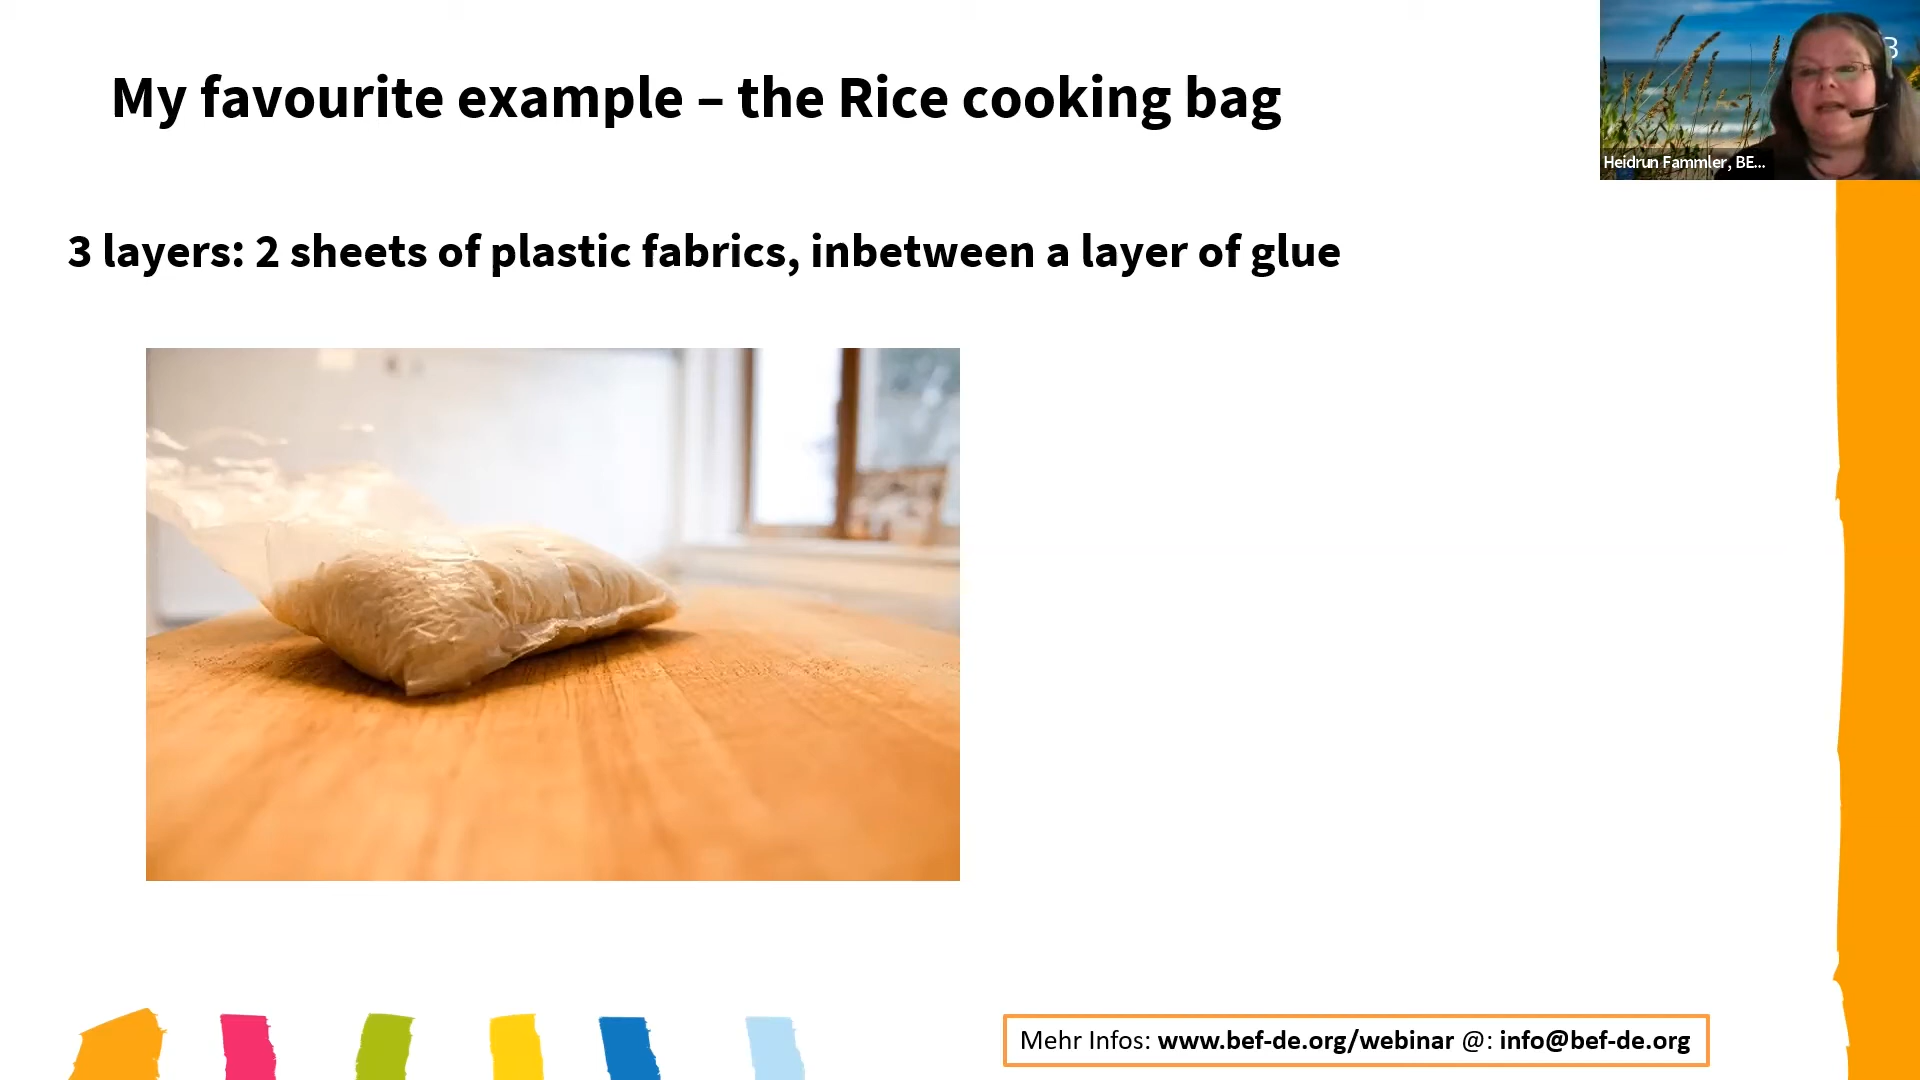 My favourite example – the Rice cooking bag
3
Heidrun Fammler, BE...
3 layers: 2 sheets of plastic fabrics, inbetween a layer of glue
Mehr Infos: www.bef-de.org/webinar @: info@bef-de.org